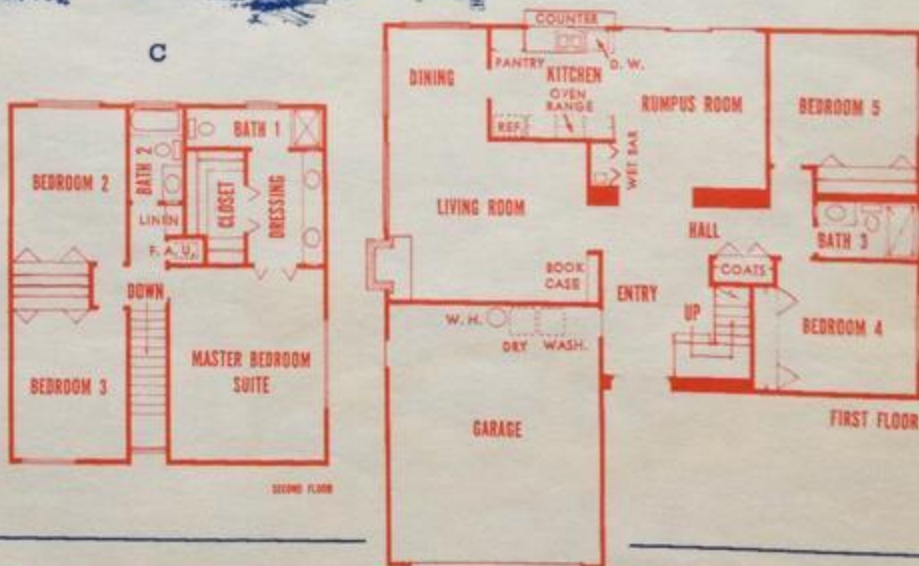 C
BEDROOM 2
BATH 2
BATH 1
LINEN
CLOSET
DRESSING
F. A. U.
DOWN
BEDROOM 3
MASTER BEDROOM
SUITE
SECOND FLOOR
COUNTER
DINING
PANTRY
KITCHEN
D. W.
OVEN
RANGE
REF.
RUMPUS ROOM
WET BAR
BEDROOM 5
LIVING ROOM
HALL
BATH 3
BOOK
CASE
COATS
ENTRY
UP
BEDROOM 4
W. H.
DRY
WASH.
GARAGE
FIRST FLOOR